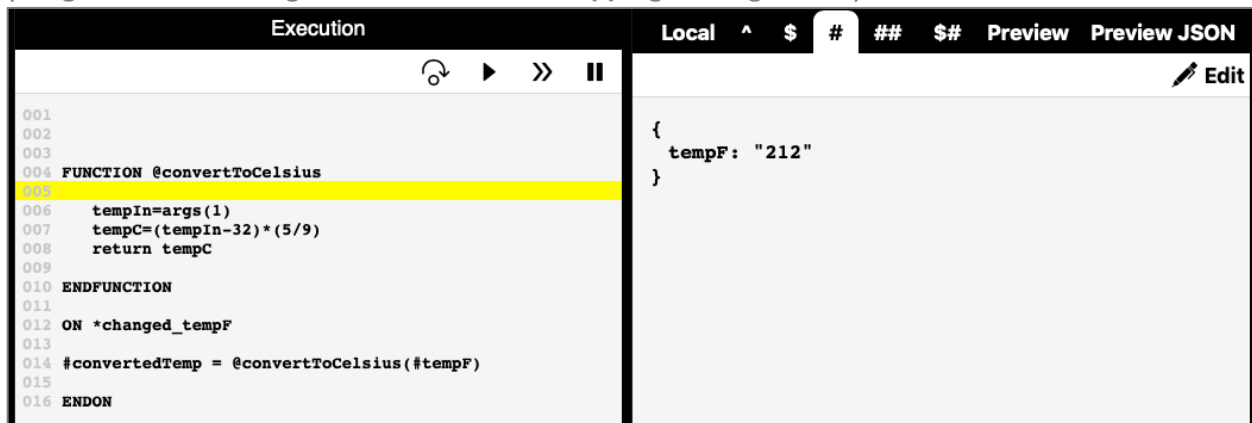 Execution
Local ^ $ # ## $# Preview Preview JSON
Edit
001
002
003
004 FUNCTION @convertToCelsius
005
006 tempIn=args(1)
007 tempC=(tempIn-32)*(5/9)
008 return tempC
009
010 ENDFUNCTION
011
012 ON *changed_tempF
013
014 #convertedTemp = @convertToCelsius(#tempF)
015
016 ENDON
{
tempF: "212"
}